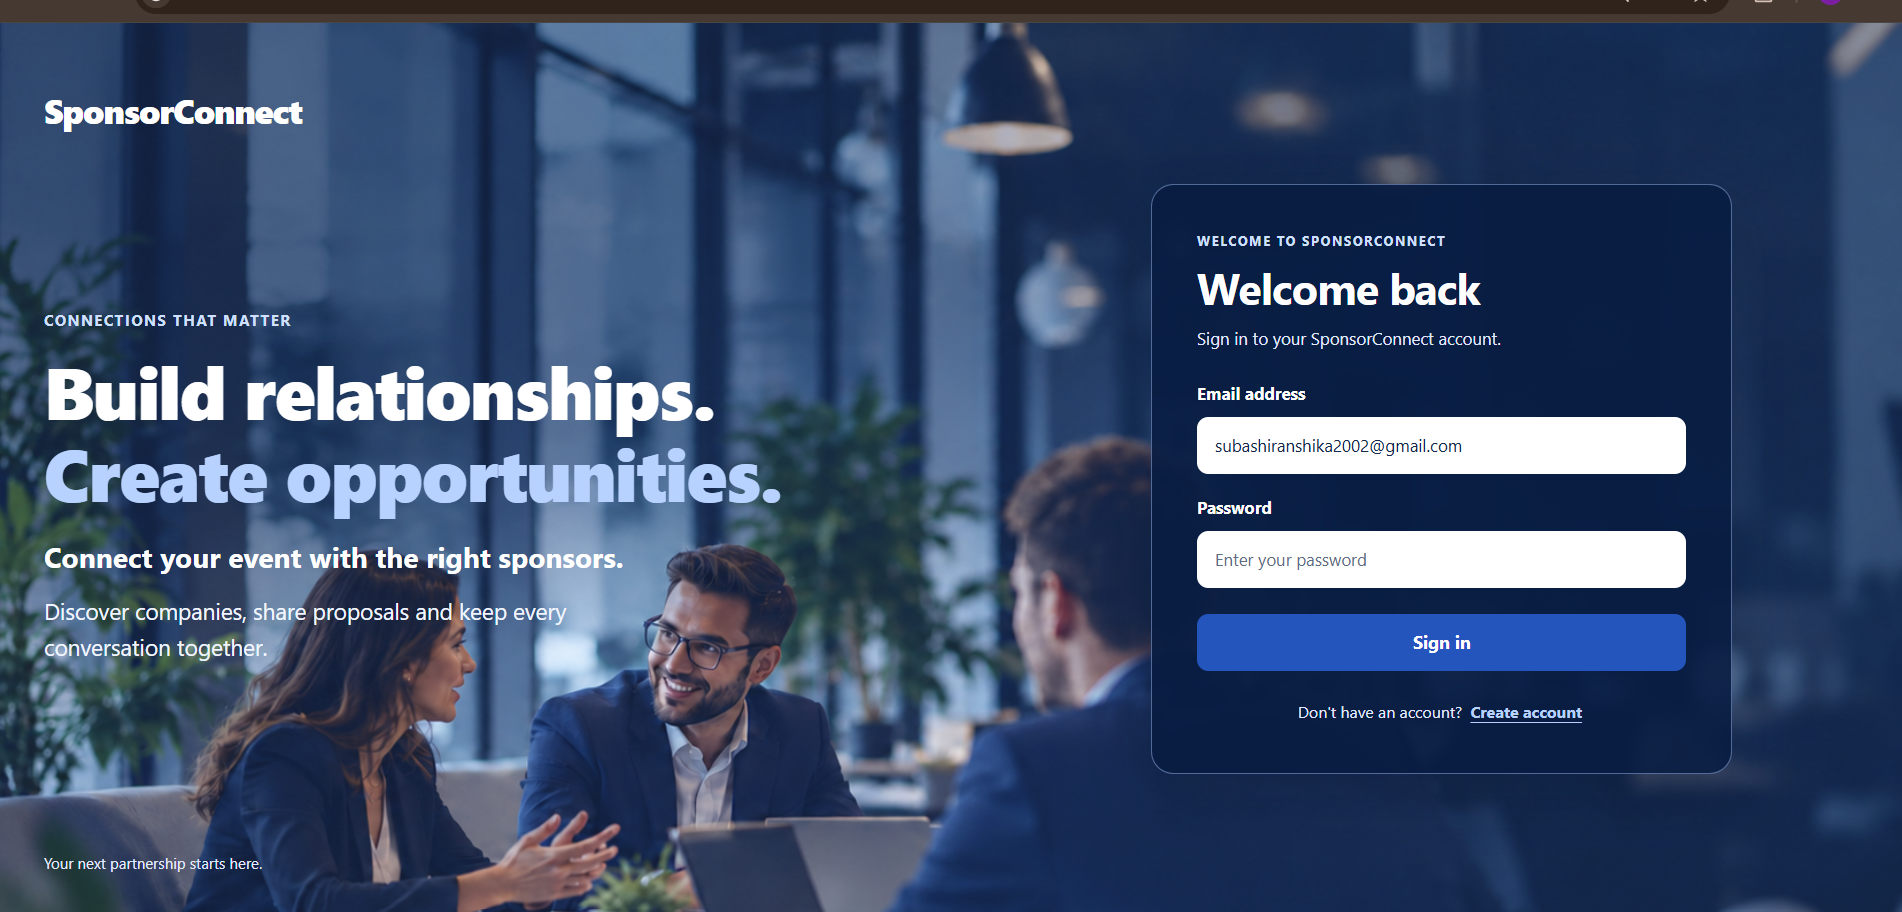 SponsorConnect
CONNECTIONS THAT MATTER
Build relationships.
Create opportunities.
Connect your event with the right sponsors.
Discover companies, share proposals and keep every
conversation together.
Your next partnership starts here.
WELCOME TO SPONSORCONNECT
Welcome back
Sign in to your SponsorConnect account.
Email address
subashiranshika2002@gmail.com
Password
Enter your password
Sign in
Don't have an account? Create account